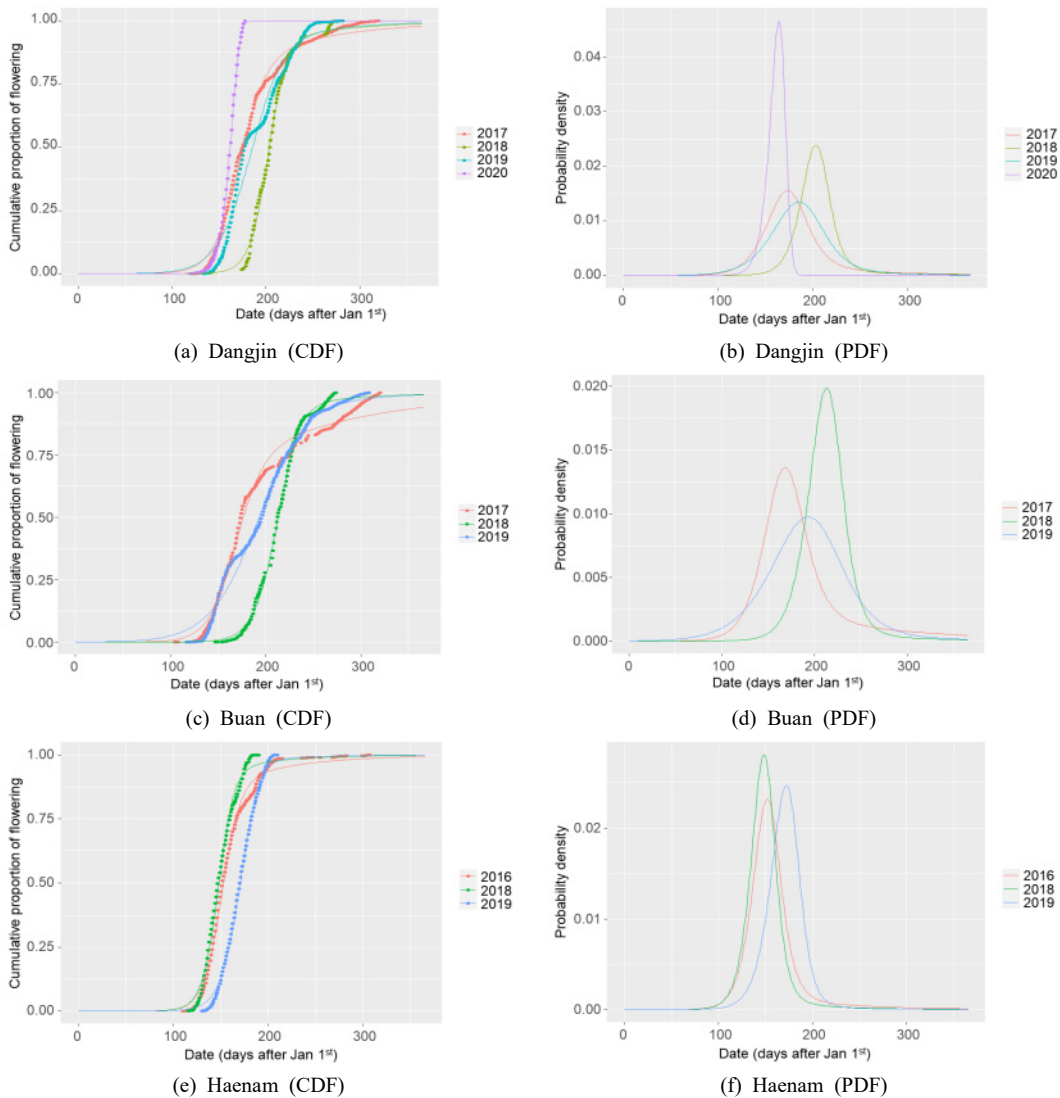 Cumulative proportion of flowering
1.00
0.75
0.50
0.25
0.00
0 100 200 300
Date (days after Jan 1st)
2017
2018
2019
2020
(a) Dangjin (CDF)
Probability density
0.04
0.03
0.02
0.01
0.00
0 100 200 300
Date (days after Jan 1st)
2017
2018
2019
2020
(b) Dangjin (PDF)
Cumulative proportion of flowering
1.00
0.75
0.50
0.25
0.00
0 100 200 300
Date (days after Jan 1st)
2017
2018
2019
(c) Buan (CDF)
Probability density
0.020
0.015
0.010
0.005
0.000
0 100 200 300
Date (days after Jan 1st)
2017
2018
2019
(d) Buan (PDF)
Cumulative proportion of flowering
1.00
0.75
0.50
0.25
0.00
0 100 200 300
Date (days after Jan 1st)
2016
2018
2019
(e) Haenam (CDF)
Probability density
0.02
0.01
0.00
0 100 200 300
Date (days after Jan 1st)
2016
2018
2019
(f) Haenam (PDF)